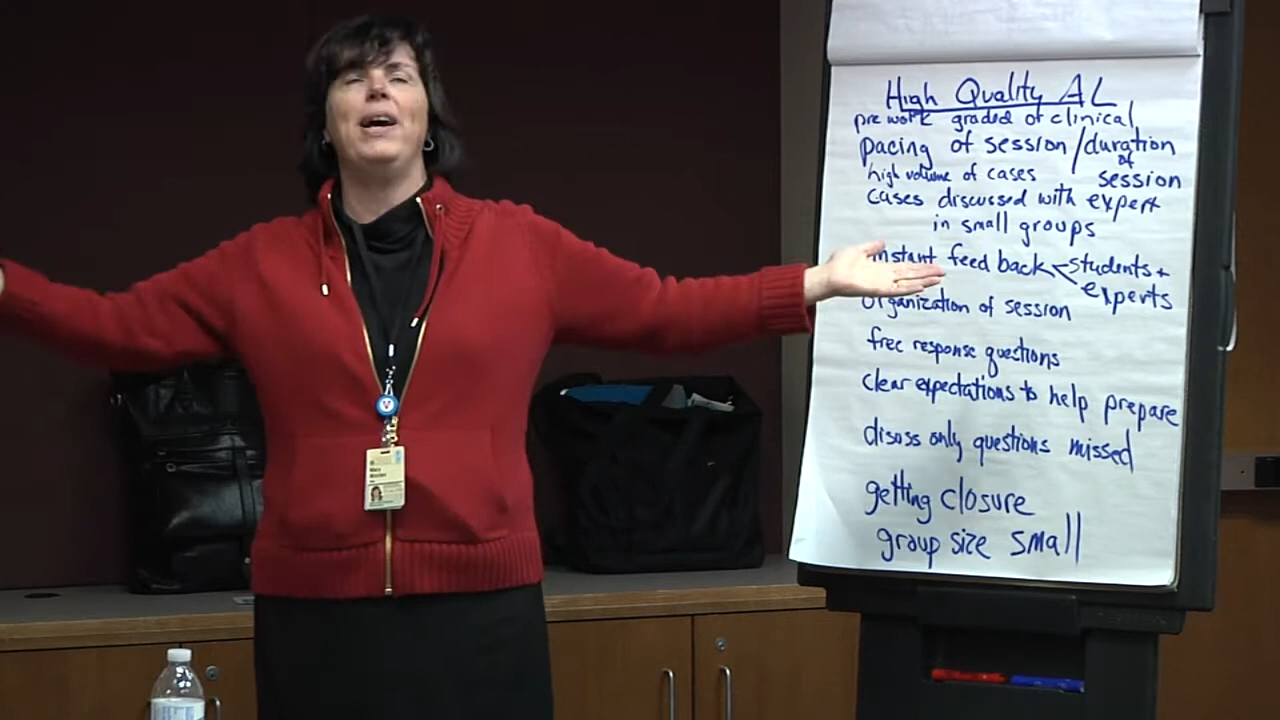 High Quality AL
pre work graded of clinical
pacing of session / duration of session
high volume of cases
cases discussed with expert
in small groups
instant feed back < students +
experts
organization of session
free response questions
clear expectations to help prepare
disuss only questions missed
getting closure
group size small